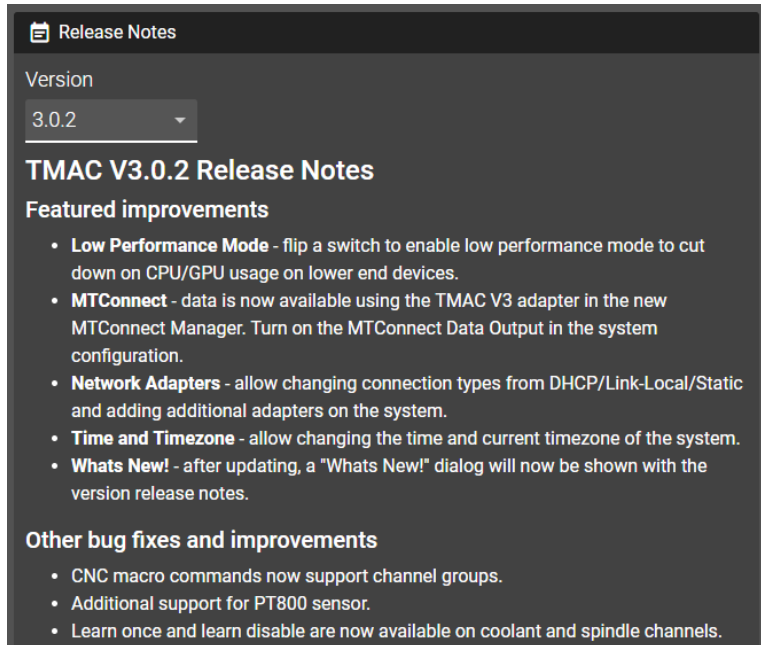 Release Notes
Version
3.0.2
TMAC V3.0.2 Release Notes
Featured improvements
• Low Performance Mode - flip a switch to enable low performance mode to cut
down on CPU/GPU usage on lower end devices.
• MTConnect - data is now available using the TMAC V3 adapter in the new
MTConnect Manager. Turn on the MTConnect Data Output in the system
configuration.
• Network Adapters - allow changing connection types from DHCP/Link-Local/Static
and adding additional adapters on the system.
• Time and Timezone - allow changing the time and current timezone of the system.
• Whats New! - after updating, a "Whats New!" dialog will now be shown with the
version release notes.
Other bug fixes and improvements
• CNC macro commands now support channel groups.
• Additional support for PT800 sensor.
• Learn once and learn disable are now available on coolant and spindle channels.